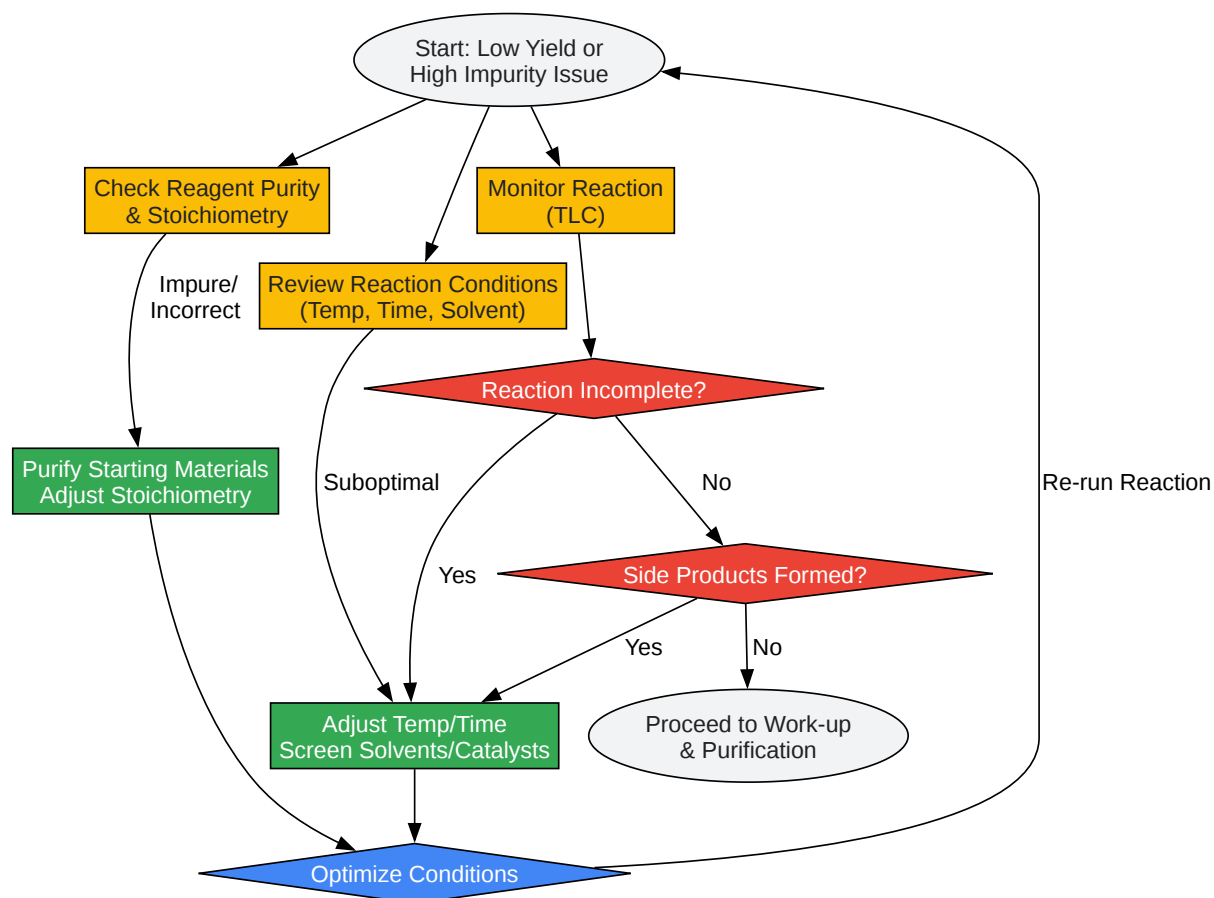 Start: Low Yield or
High Impurity Issue
Check Reagent Purity
& Stoichiometry
Monitor Reaction
(TLC)
Impure/
Incorrect
Review Reaction Conditions
(Temp, Time, Solvent)
Reaction Incomplete?
Purify Starting Materials
Adjust Stoichiometry
Suboptimal
No
Re-run Reaction
Yes
Side Products Formed?
Yes
No
Adjust Temp/Time
Screen Solvents/Catalysts
Proceed to Work-up
& Purification
Optimize Conditions